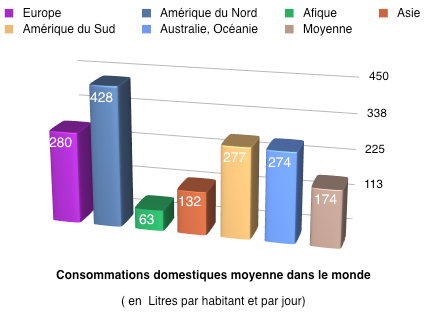 Europe Amérique du Nord Afique Asie
Amérique du Sud Australie, Océanie Moyenne
450
428
338
280
225
277
274
113
63
132
174
Consommations domestiques moyenne dans le monde
( en Litres par habitant et par jour)